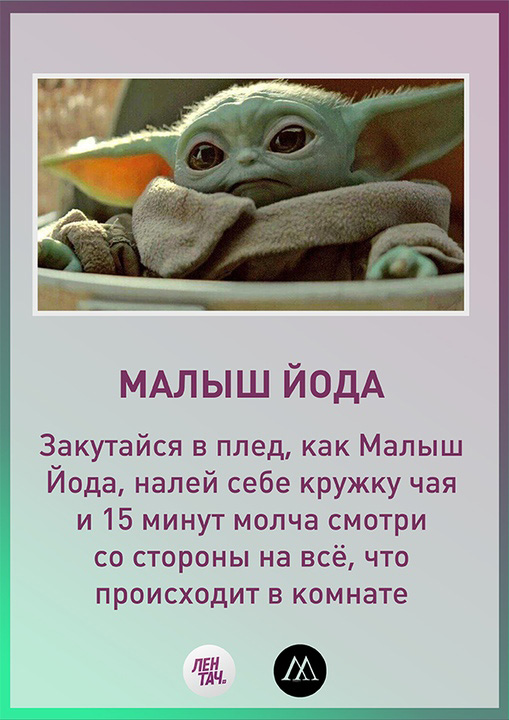 МАЛЫШ ЙОДА
Закутайся в плед, как Малыш
Йода, налей себе кружку чая
и 15 минут молча смотри
со стороны на всё, что
происходит в комнате
ЛЕН
ТАЧ